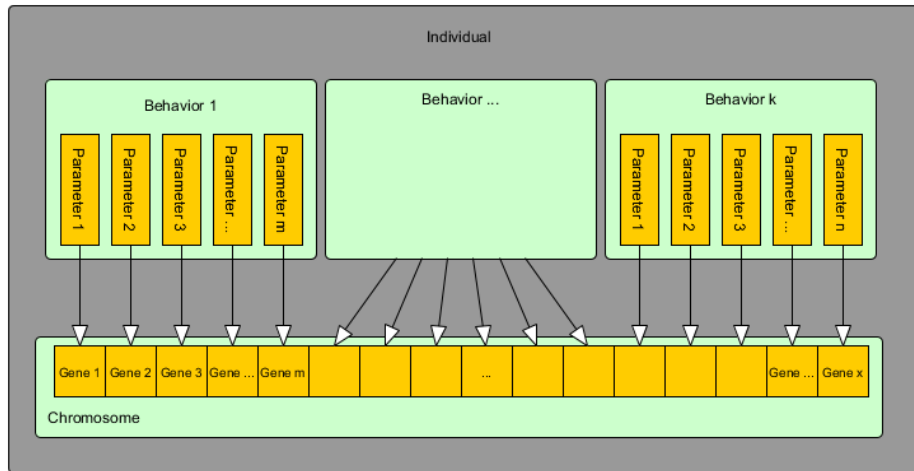 Individual
Behavior 1
Behavior ...
Behavior k
Parameter 1
Parameter 2
Parameter 3
Parameter ...
Parameter m
Parameter 1
Parameter 2
Parameter 3
Parameter ...
Parameter n
Gene 1
Gene 2
Gene 3
Gene ...
Gene m
...
Gene ...
Gene x
Chromosome